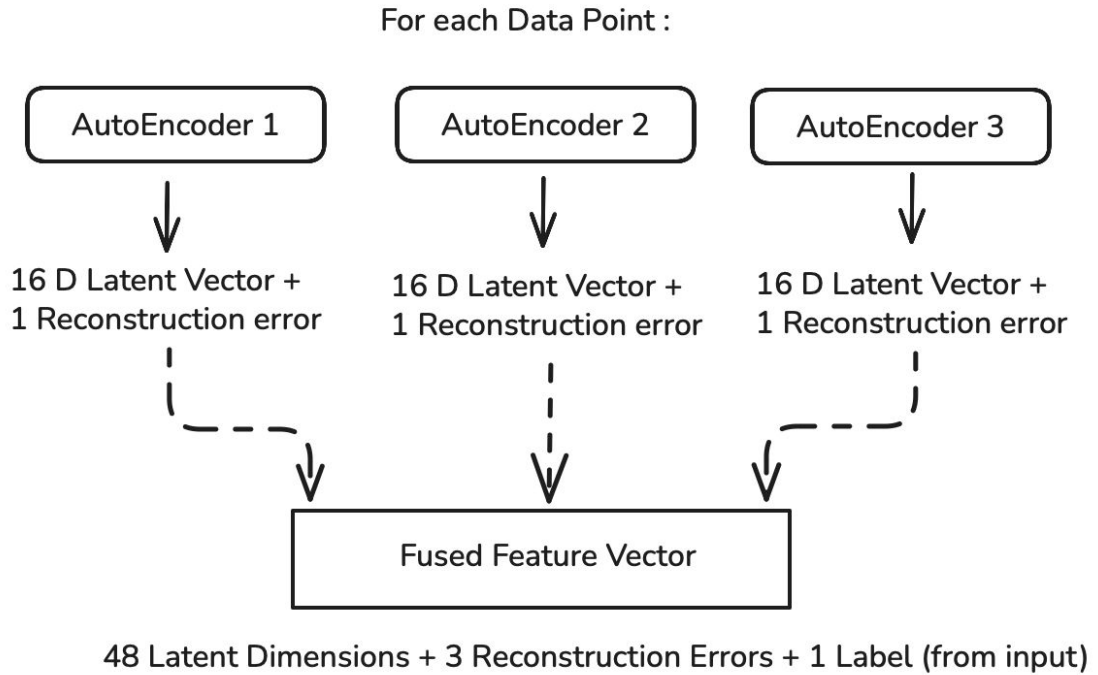 For each Data Point :
AutoEncoder 1
AutoEncoder 2
AutoEncoder 3
16 D Latent Vector +
1 Reconstruction error
16 D Latent Vector +
1 Reconstruction error
16 D Latent Vector +
1 Reconstruction error
Fused Feature Vector
48 Latent Dimensions + 3 Reconstruction Errors + 1 Label (from input)